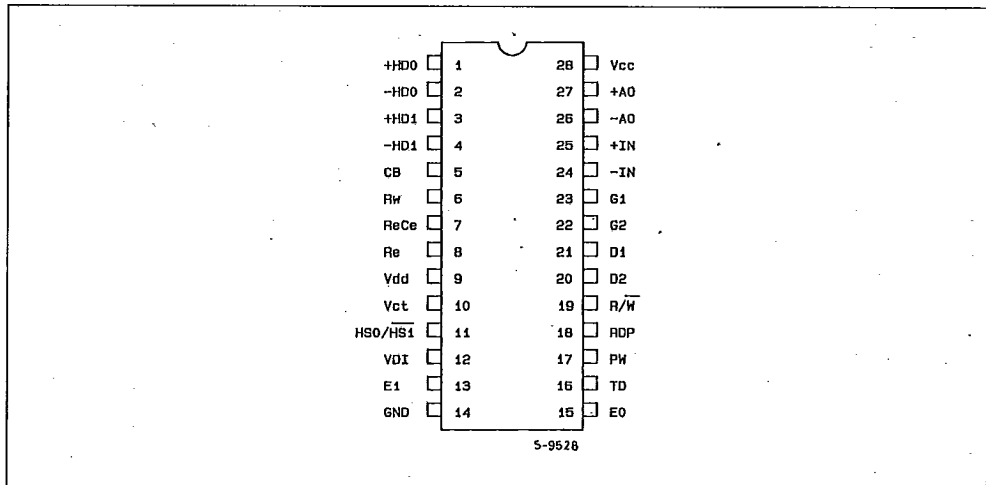 +HD0 1 28 Vcc
-HD0 2 27 +A0
+HD1 3 26 -A0
-HD1 4 25 +IN
CB 5 24 -IN
RW 6 23 G1
ReCe 7 22 G2
Re 8 21 D1
Vdd 9 20 D2
Vct 10 19 R/W̅
HS0/H̅S̅1̅ 11 18 RDP
VDI 12 17 PW
E1 13 16 TD
GND 14 15 E0
S-9528